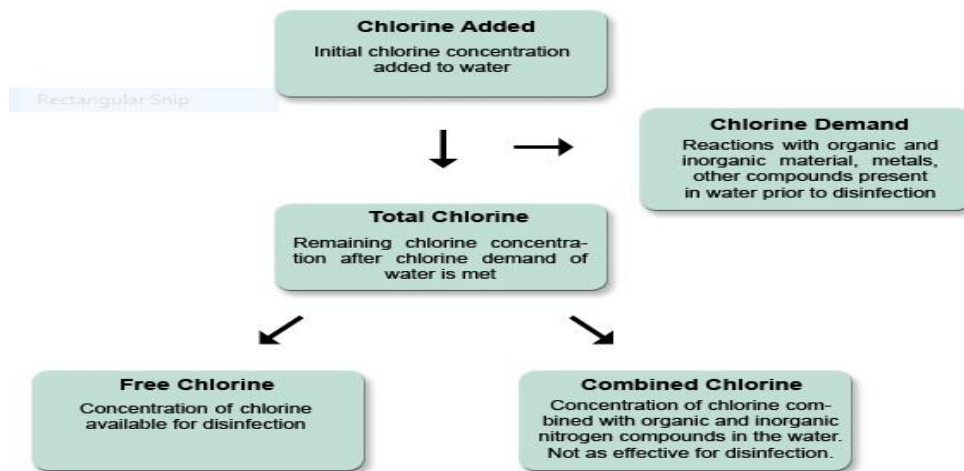 Chlorine Added
Initial chlorine concentration
added to water
Rectangular Snip
Chlorine Demand
Reactions with organic and
inorganic material, metals,
other compounds present
in water prior to disinfection
Total Chlorine
Remaining chlorine concentra-
tion after chlorine demand of
water is met
Free Chlorine
Concentration of chlorine
available for disinfection
Combined Chlorine
Concentration of chlorine com-
bined with organic and inorganic
nitrogen compounds in the water.
Not as effective for disinfection.